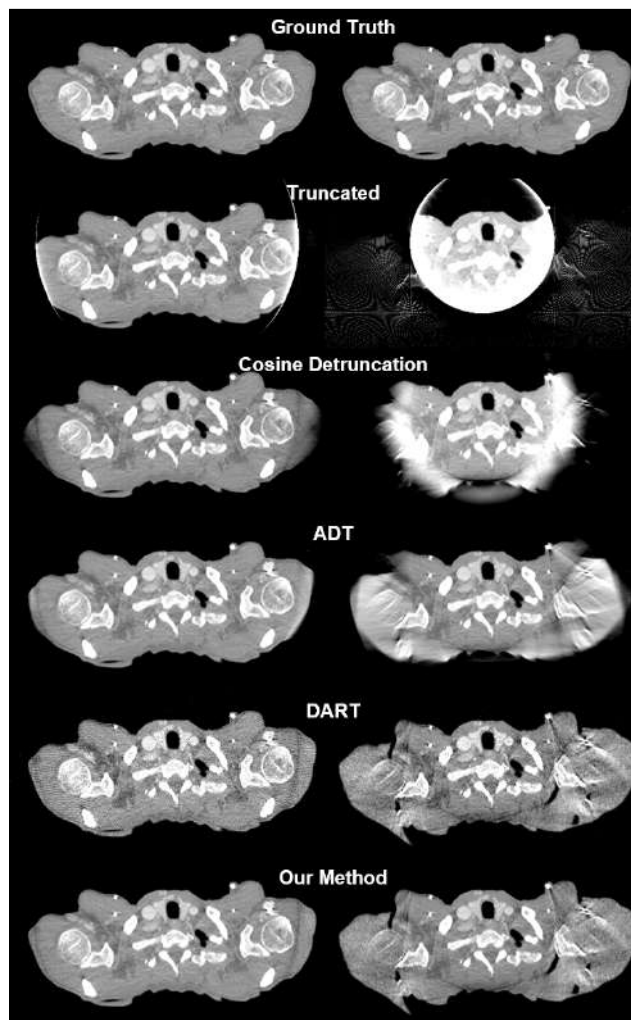 Ground Truth
Truncated
Cosine Detruncation
ADT
DART
Our Method